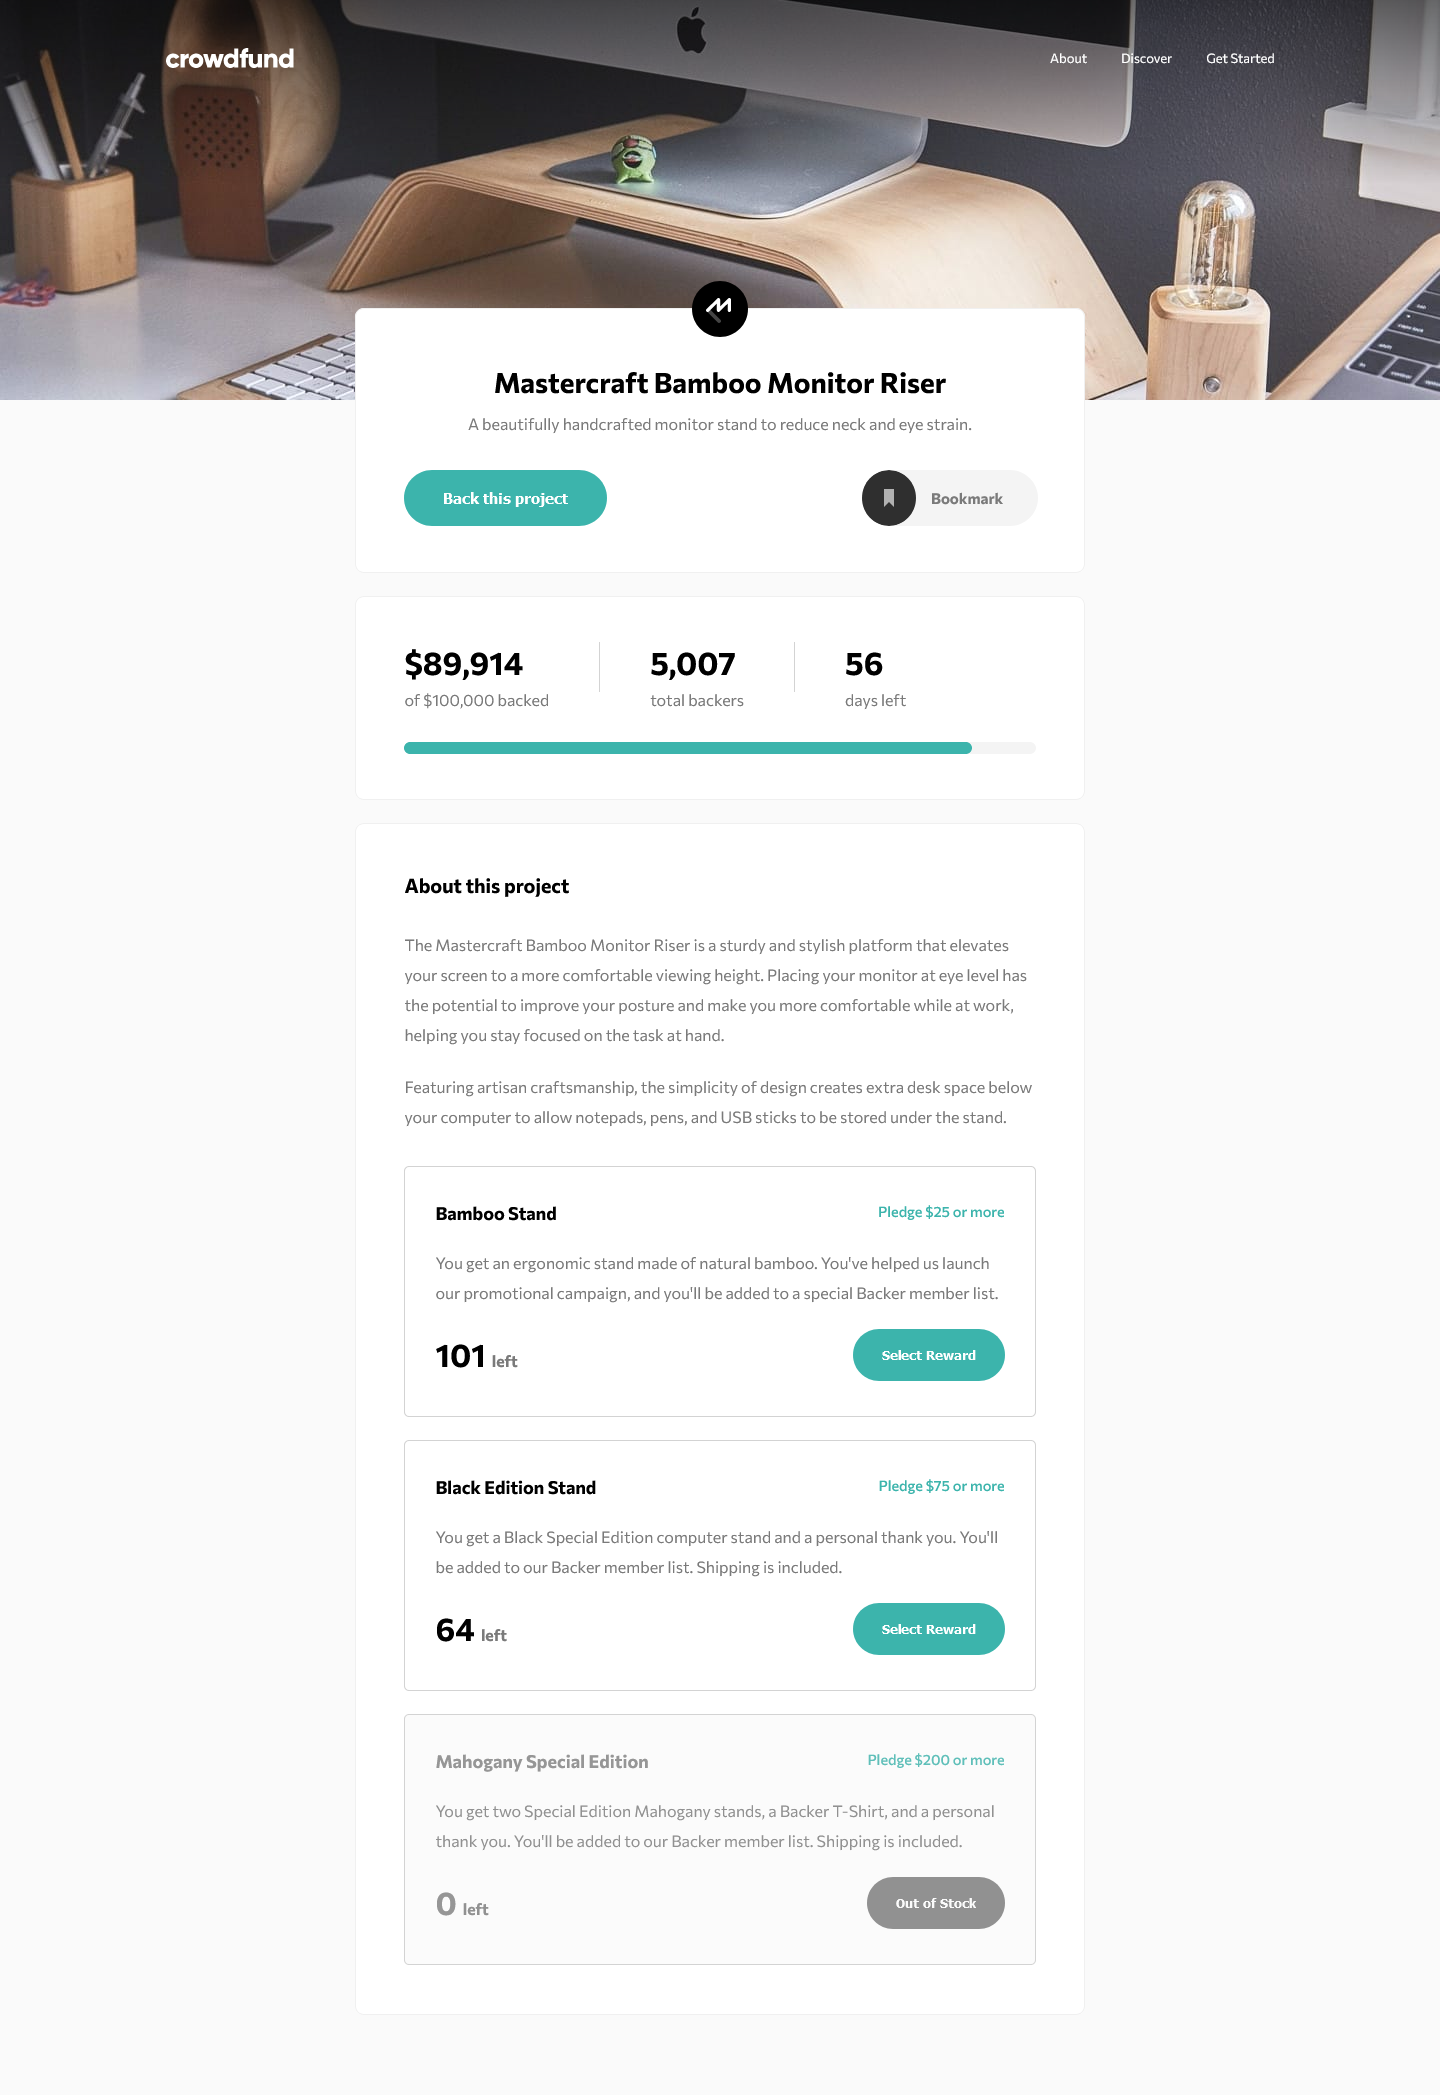 crowdfund
About
Discover
Get Started
Mastercraft Bamboo Monitor Riser
A beautifully handcrafted monitor stand to reduce neck and eye strain.
Back this project
Bookmark
$89,914
of $100,000 backed
5,007
total backers
56
days left
About this project
The Mastercraft Bamboo Monitor Riser is a sturdy and stylish platform that elevates
your screen to a more comfortable viewing height. Placing your monitor at eye level has
the potential to improve your posture and make you more comfortable while at work,
helping you stay focused on the task at hand.
Featuring artisan craftsmanship, the simplicity of design creates extra desk space below
your computer to allow notepads, pens, and USB sticks to be stored under the stand.
Bamboo Stand
Pledge $25 or more
You get an ergonomic stand made of natural bamboo. You've helped us launch
our promotional campaign, and you'll be added to a special Backer member list.
101 left
Select Reward
Black Edition Stand
Pledge $75 or more
You get a Black Special Edition computer stand and a personal thank you. You'll
be added to our Backer member list. Shipping is included.
64 left
Select Reward
Mahogany Special Edition
Pledge $200 or more
You get two Special Edition Mahogany stands, a Backer T-Shirt, and a personal
thank you. You'll be added to our Backer member list. Shipping is included.
0 left
Out of Stock